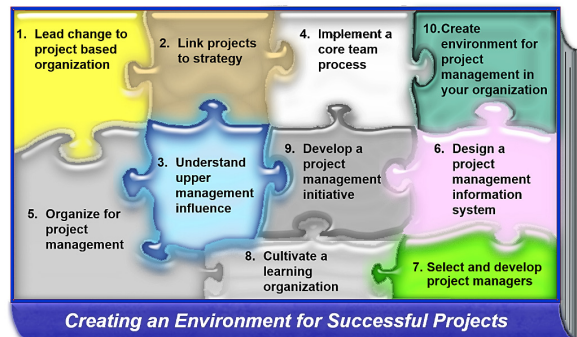 1. Lead change to
project based
organization
2. Link projects
to strategy
4. Implement a
core team
process
10.Create
environment for
project
management in
your organization
3. Understand
upper
management
influence
9. Develop a
project
management
initiative
6. Design a
project
management
information
system
5. Organize for
project
management
8. Cultivate a
learning
organization
7. Select and develop
project managers
Creating an Environment for Successful Projects